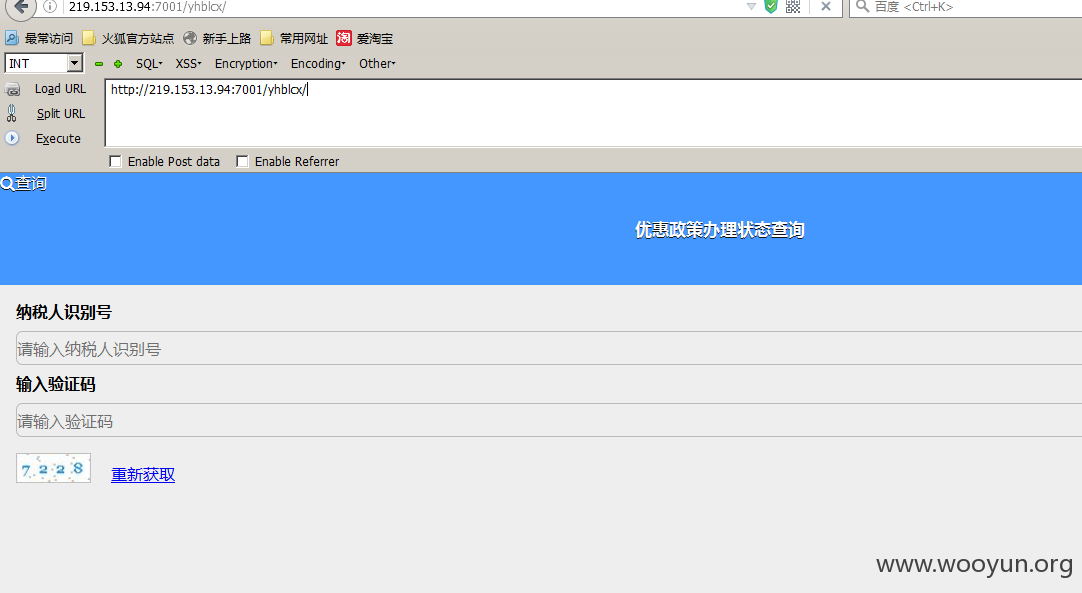 219.153.13.94:7001/yhblcx/
百度 <Ctrl+K>
最常访问 火狐官方站点 新手上路 常用网址 淘 爱淘宝
INT SQL XSS Encryption Encoding Other
Load URL http://219.153.13.94:7001/yhblcx/
Split URL
Execute
Enable Post data Enable Referrer
查询
优惠政策办理状态查询
纳税人识别号
请输入纳税人识别号
输入验证码
请输入验证码
7228 重新获取
www.wooyun.org